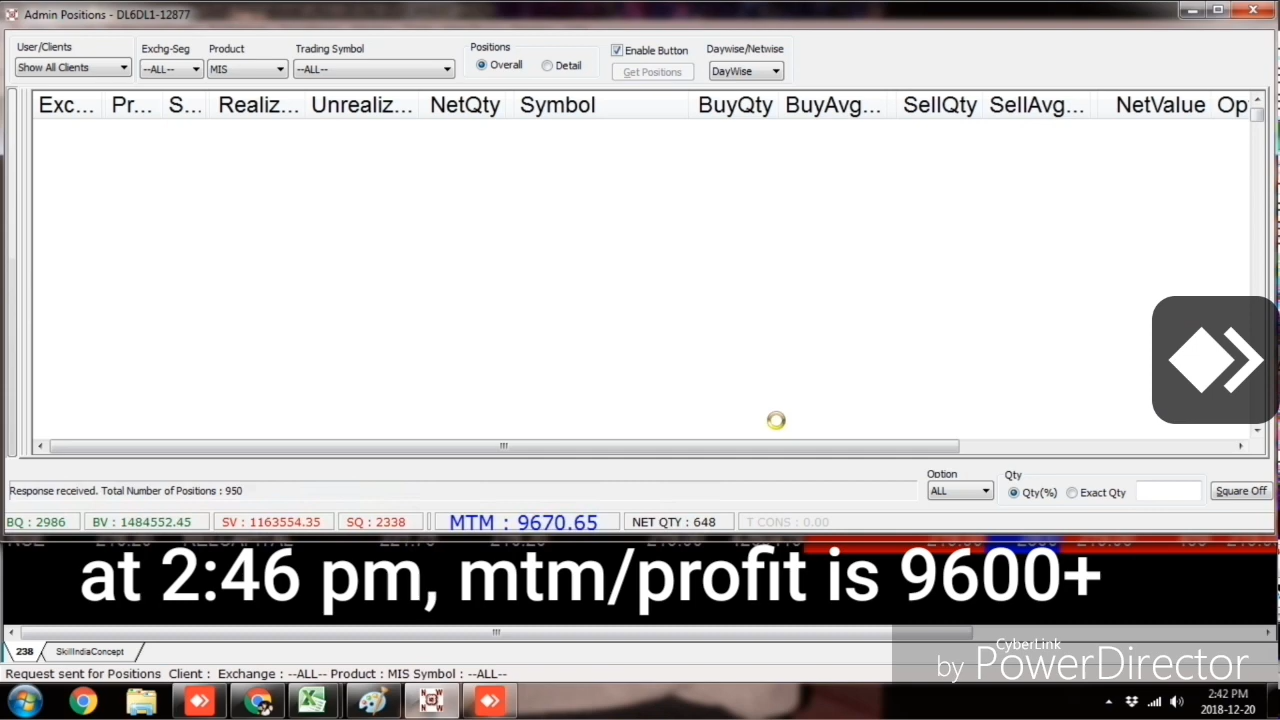 Admin Positions - DL6DL1-12877
User/Clients Exchg-Seg Product Trading Symbol Positions Enable Button Daywise/Netwise
Show All Clients --ALL-- MIS --ALL-- Overall Detail Get Positions DayWise
Exc... Pr... S... Realiz... Unrealiz... NetQty Symbol BuyQty BuyAvg... SellQty SellAvg... NetValue Op
Option Qty
Response received. Total Number of Positions : 950 ALL Qty(%) Exact Qty Square Off
BQ : 2986 BV : 1484552.45 SV : 1163554.35 SQ : 2338 MTM : 9670.65 NET QTY : 648 T CONS : 0.00
at 2:46 pm, mtm/profit is 9600+
238 SkillIndiaConcept
CyberLink
by PowerDirector
Request sent for Positions Client : Exchange : --ALL-- Product : MIS Symbol : --ALL--
2:42 PM
2018-12-20